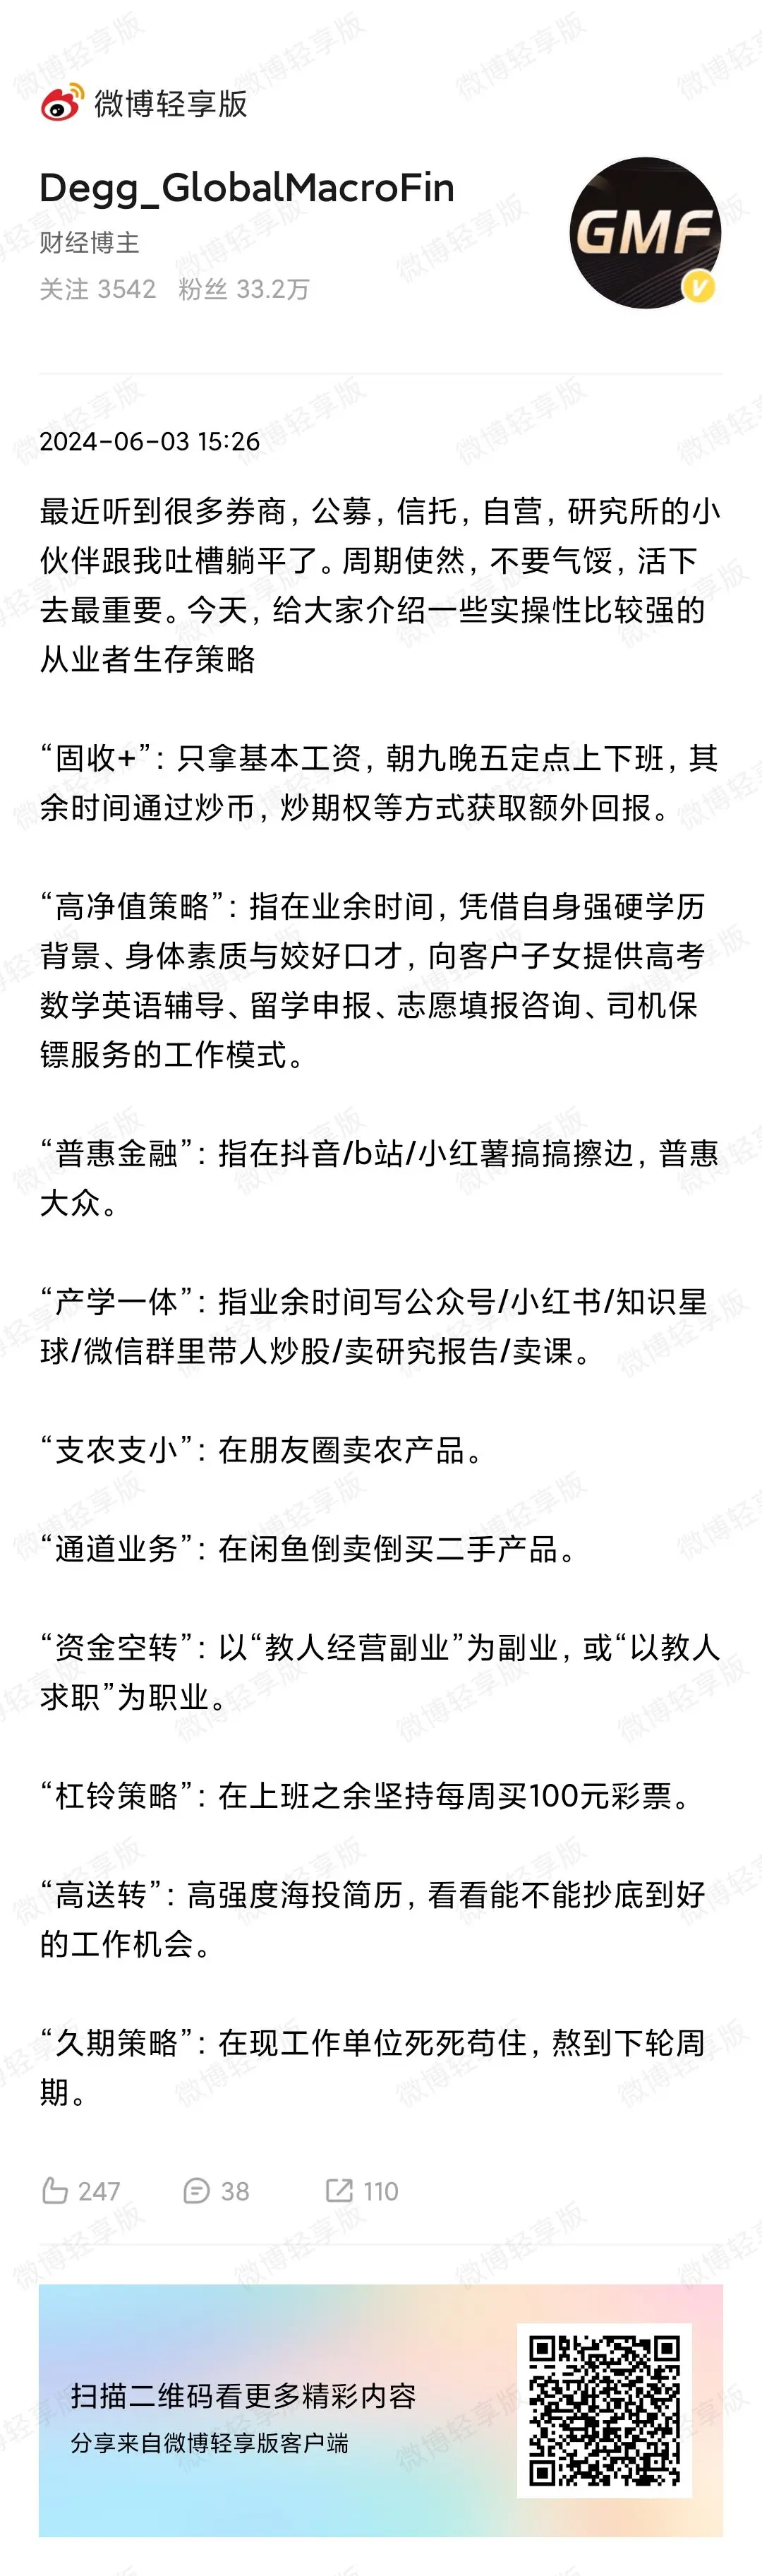 微博轻享版
Degg_GlobalMacroFin
GMF
财经博主
关注 3542 粉丝 33.2万
2024-06-03 15:26
最近听到很多券商，公募，信托，自营，研究所的小
伙伴跟我吐槽躺平了。周期使然，不要气馁，活下
去最重要。今天，给大家介绍一些实操性比较强的
从业者生存策略
“固收+”：只拿基本工资，朝九晚五定点上下班，其
余时间通过炒币，炒期权等方式获取额外回报。
“高净值策略”：指在业余时间，凭借自身强硬学历
背景、身体素质与姣好口才，向客户子女提供高考
数学英语辅导、留学申报、志愿填报咨询、司机保
镖服务的工作模式。
“普惠金融”：指在抖音/b站/小红薯搞搞擦边，普惠
大众。
“产学一体”：指业余时间写公众号/小红书/知识星
球/微信群里带人炒股/卖研究报告/卖课。
“支农支小”：在朋友圈卖农产品。
“通道业务”：在闲鱼倒卖倒买二手产品。
“资金空转”：以“教人经营副业”为副业，或“以教人
求职”为职业。
“杠铃策略”：在上班之余坚持每周买100元彩票。
“高送转”：高强度海投简历，看看能不能抄底到好
的工作机会。
“久期策略”：在现工作单位死死苟住，熬到下轮周
期。
247 38 110
扫描二维码看更多精彩内容
分享来自微博轻享版客户端